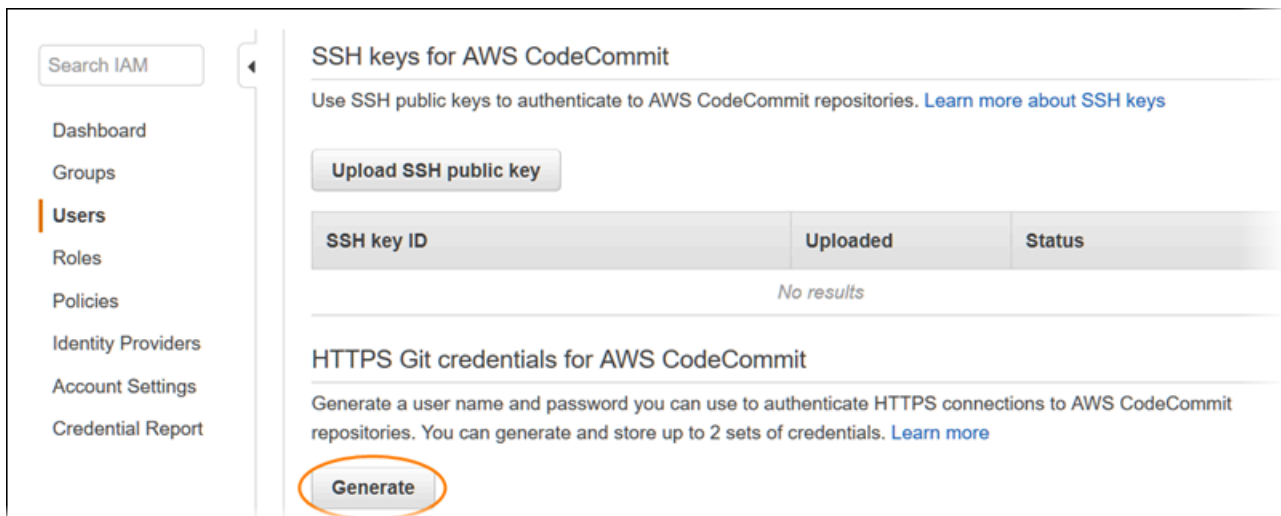 Search IAM
Dashboard
Groups
Users
Roles
Policies
Identity Providers
Account Settings
Credential Report
SSH keys for AWS CodeCommit
Use SSH public keys to authenticate to AWS CodeCommit repositories. Learn more about SSH keys
Upload SSH public key
SSH key ID Uploaded Status
No results
HTTPS Git credentials for AWS CodeCommit
Generate a user name and password you can use to authenticate HTTPS connections to AWS CodeCommit
repositories. You can generate and store up to 2 sets of credentials. Learn more
Generate